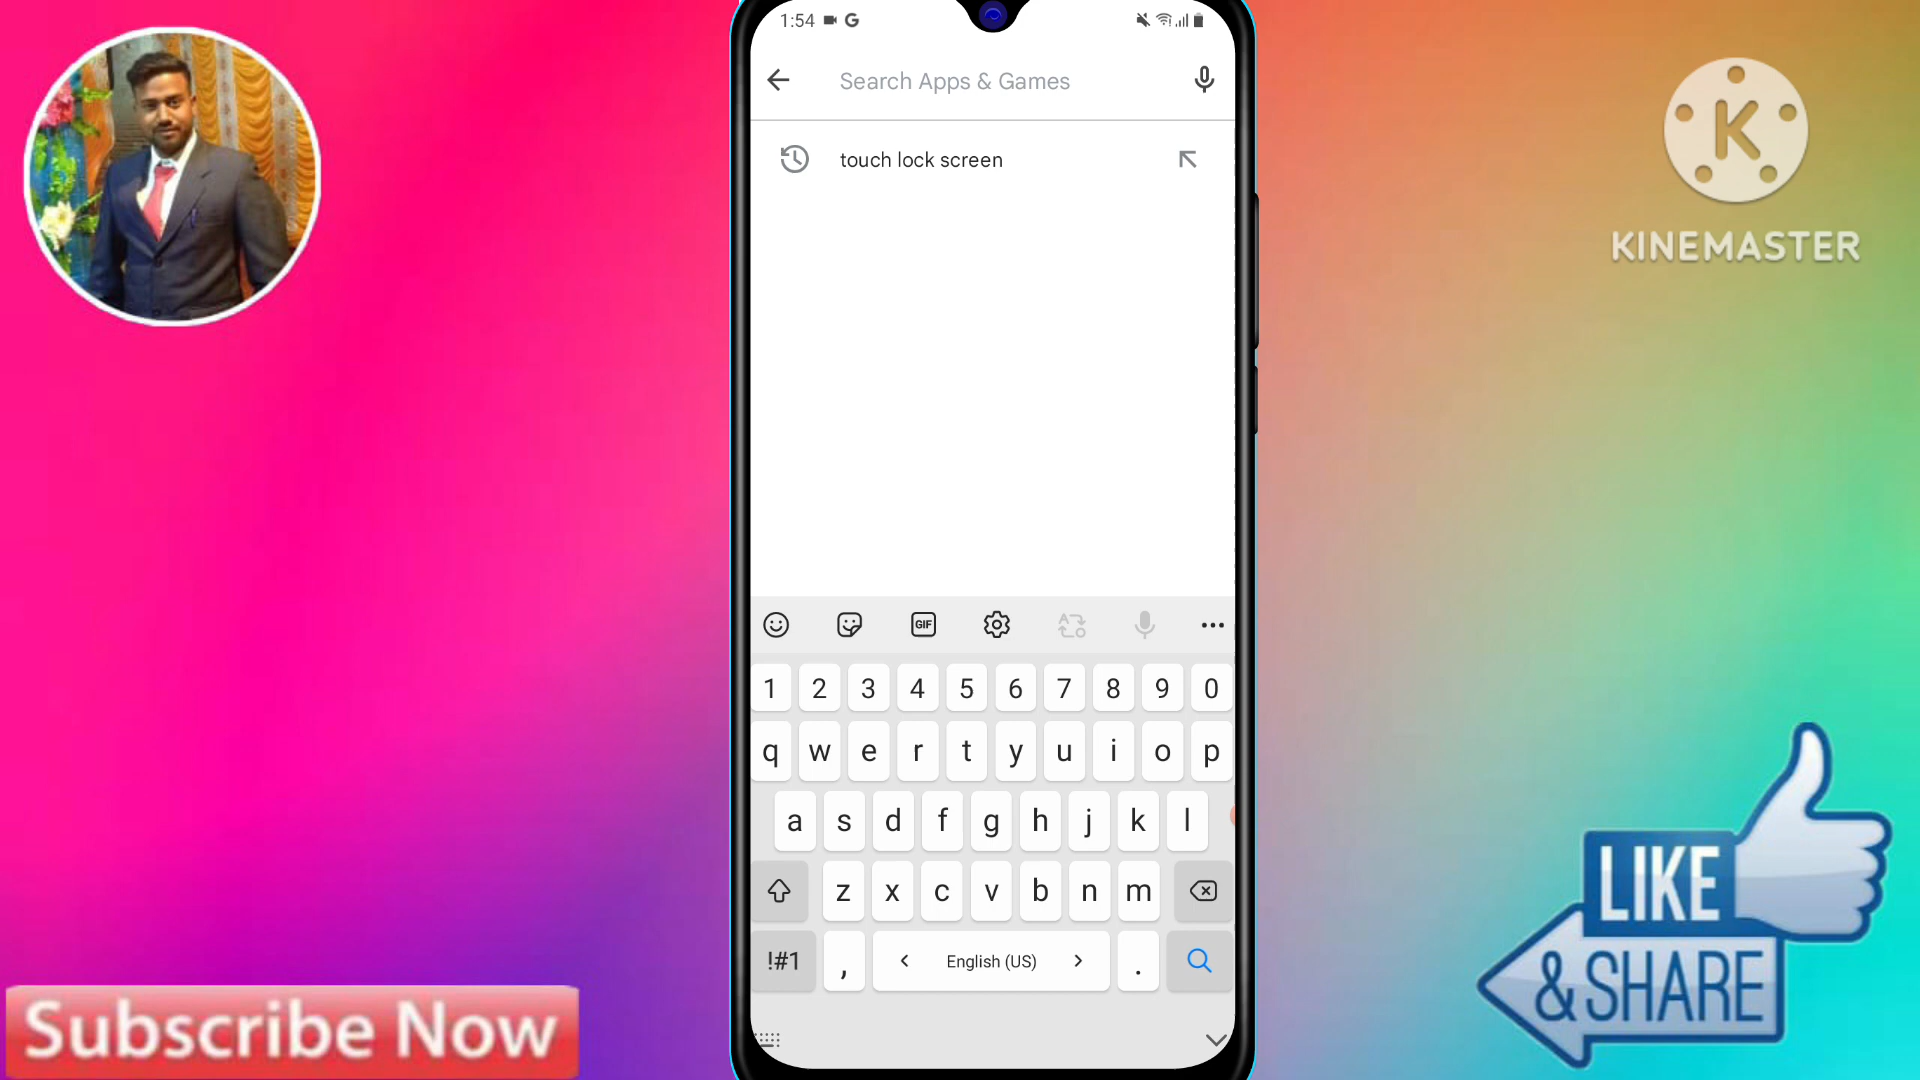 1:54 G
Search Apps & Games
touch lock screen
K
KINEMASTER
GIF
1 2 3 4 5 6 7 8 9 0
q w e r t y u i o p
a s d f g h j k l
z x c v b n m
!#1 , < English (US) > .
Subscribe Now
LIKE
& SHARE